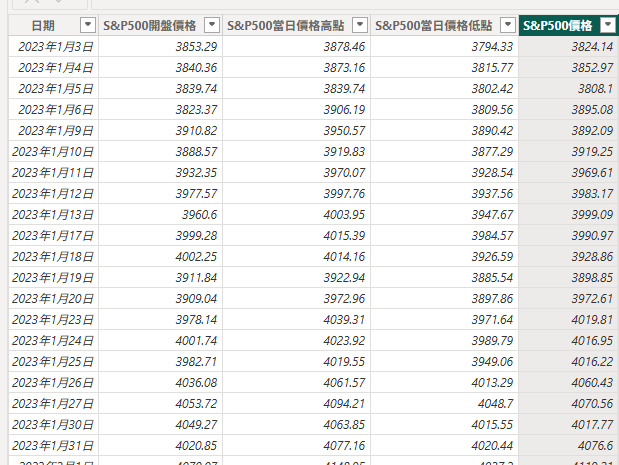 日期 S&P500開盤價格 S&P500當日價格高點 S&P500當日價格低點 S&P500價格
2023年1月3日 3853.29 3878.46 3794.33 3824.14
2023年1月4日 3840.36 3873.16 3815.77 3852.97
2023年1月5日 3839.74 3839.74 3802.42 3808.1
2023年1月6日 3823.37 3906.19 3809.56 3895.08
2023年1月9日 3910.82 3950.57 3890.42 3892.09
2023年1月10日 3888.57 3919.83 3877.29 3919.25
2023年1月11日 3932.35 3970.07 3928.54 3969.61
2023年1月12日 3977.57 3997.76 3937.56 3983.17
2023年1月13日 3960.6 4003.95 3947.67 3999.09
2023年1月17日 3999.28 4015.39 3984.57 3990.97
2023年1月18日 4002.25 4014.16 3926.59 3928.86
2023年1月19日 3911.84 3922.94 3885.54 3898.85
2023年1月20日 3909.04 3972.96 3897.86 3972.61
2023年1月23日 3978.14 4039.31 3971.64 4019.81
2023年1月24日 4001.74 4023.92 3989.79 4016.95
2023年1月25日 3982.71 4019.55 3949.06 4016.22
2023年1月26日 4036.08 4061.57 4013.29 4060.43
2023年1月27日 4053.72 4094.21 4048.7 4070.56
2023年1月30日 4049.27 4063.85 4015.55 4017.77
2023年1月31日 4020.85 4077.16 4020.44 4076.6